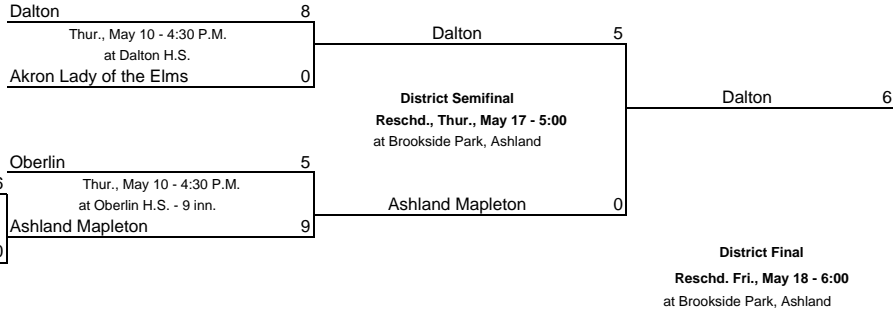 Dalton 8
Thur., May 10 - 4:30 P.M.
at Dalton H.S.
Akron Lady of the Elms 0
Dalton 5
District Semifinal
Reschd., Thur., May 17 - 5:00
at Brookside Park, Ashland
Dalton 6
Oberlin 5
Thur., May 10 - 4:30 P.M.
at Oberlin H.S. - 9 inn.
Ashland Mapleton 9
Ashland Mapleton 0
District Final
Reschd. Fri., May 18 - 6:00
at Brookside Park, Ashland